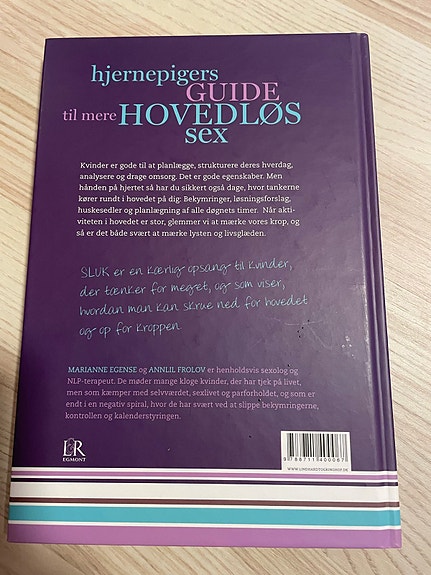 hjernepigers
GUIDE
til mere HOVEDLØS
sex
Kvinder er gode til at planlægge, strukturere deres hverdag,
analysere og drage omsorg. Det er gode egenskaber. Men
hånden på hjertet så har du sikkert også dage, hvor tankerne
kører rundt i hovedet på dig: Bekymringer, løsningsforslag,
huskesedler og planlægning af alle døgnets timer. Når akti-
viteten i hovedet er stor, glemmer vi at mærke vores krop, og
så er det både svært at mærke lysten og livsglæden.
SLUK er en kærlig opsang til kvinder,
der tænker for meget, og som viser,
hvordan man kan skrue ned for hovedet
og op for kroppen.
MARIANNE EGENSE og ANNLIL FROLOV er henholdsvis sexolog og
NLP-terapeut. De møder mange kloge kvinder, der har tjek på livet,
men som kæmper med selvværdet, sexlivet og parforholdet, og som er
endt i en negativ spiral, hvor de har svært ved at slippe bekymringerne,
kontrollen og kalenderstyringen.
L&R
EGMONT
9 788711 400067
WWW.LINDHARDTOGRINGHOF.DK